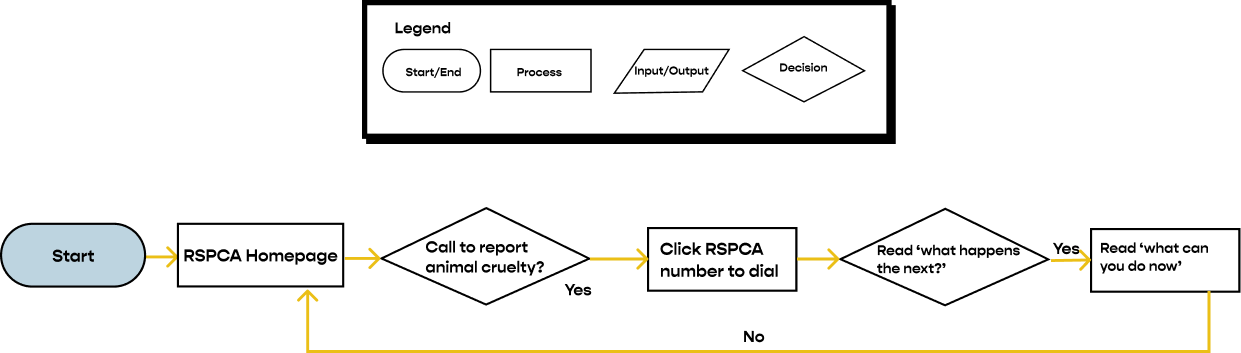 Legend
Start/End
Process
Input/Output
Decision
Start
RSPCA Homepage
Call to report
animal cruelty?
Yes
Click RSPCA
number to dial
Read ‘what happens
the next?’
Yes
Read ‘what can
you do now’
No